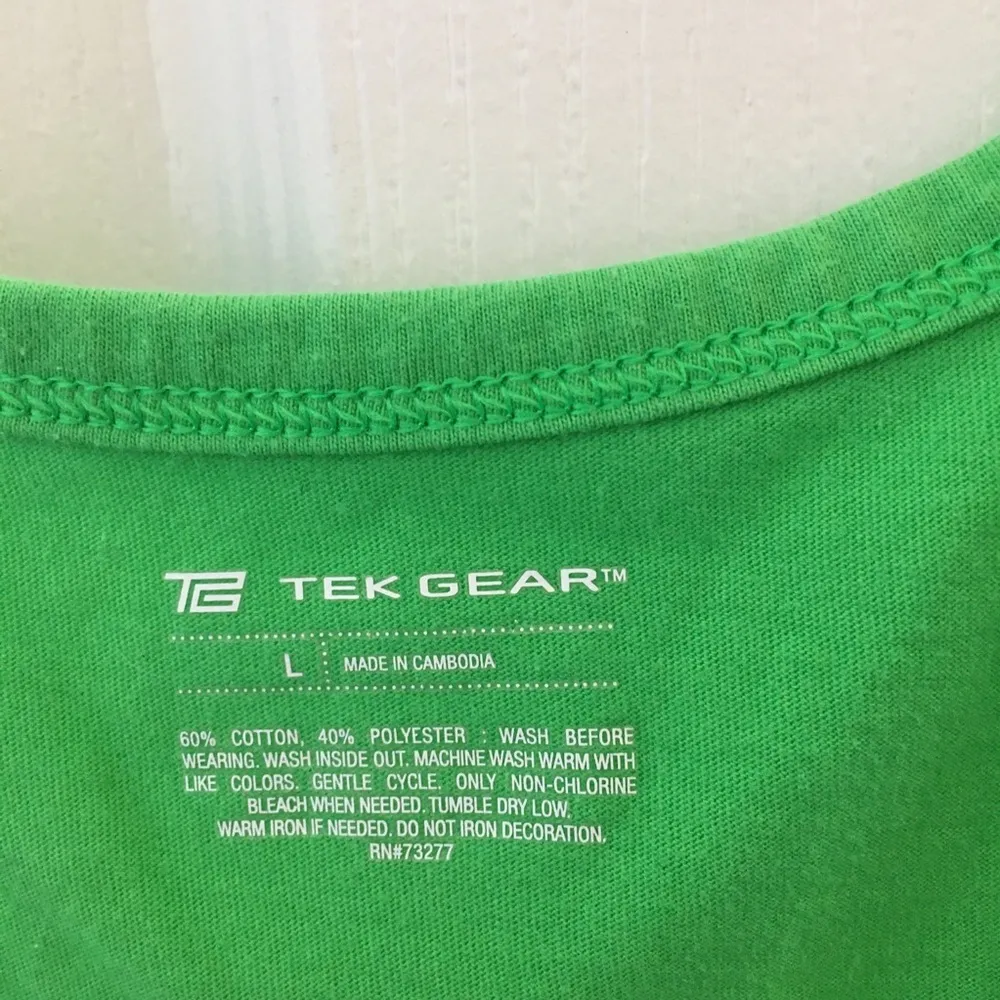 TG TEK GEAR™
L MADE IN CAMBODIA
60% COTTON, 40% POLYESTER : WASH BEFORE
WEARING. WASH INSIDE OUT. MACHINE WASH WARM WITH
LIKE COLORS. GENTLE CYCLE. ONLY NON-CHLORINE
BLEACH WHEN NEEDED. TUMBLE DRY LOW.
WARM IRON IF NEEDED. DO NOT IRON DECORATION.
RN#73277